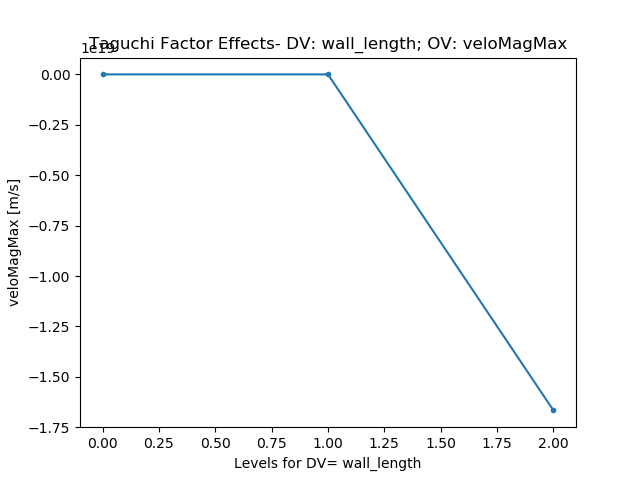 Taguchi Factor Effects- DV: wall_length; OV: veloMagMax
1e19
0.00
−0.25
−0.50
−0.75
−1.00
−1.25
−1.50
−1.75
veloMagMax [m/s]
0.00 0.25 0.50 0.75 1.00 1.25 1.50 1.75 2.00
Levels for DV= wall_length